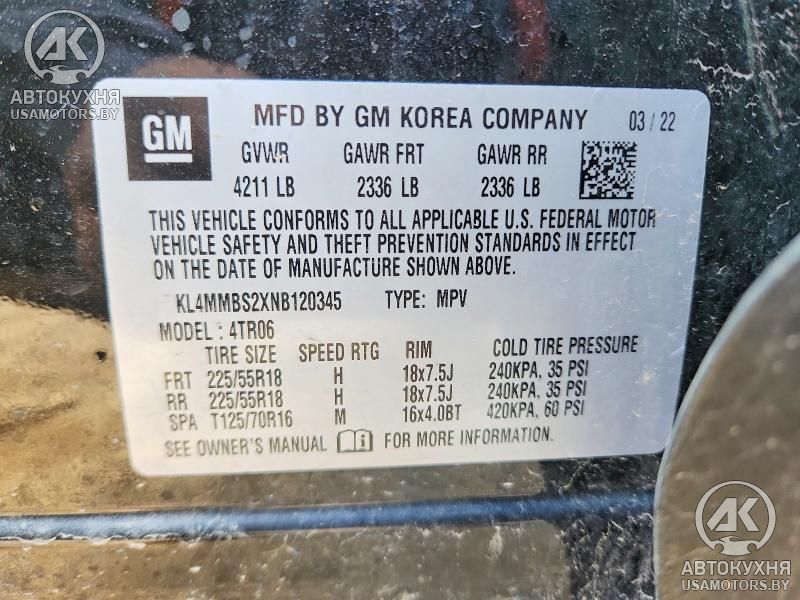 AK
АВТОКУХНЯ
USAMOTORS.BY
GM
MFD BY GM KOREA COMPANY 03 / 22
GVWR GAWR FRT GAWR RR
4211 LB 2336 LB 2336 LB
THIS VEHICLE CONFORMS TO ALL APPLICABLE U.S. FEDERAL MOTOR
VEHICLE SAFETY AND THEFT PREVENTION STANDARDS IN EFFECT
ON THE DATE OF MANUFACTURE SHOWN ABOVE.
KL4MMBS2XNB120345 TYPE: MPV
MODEL : 4TR06
TIRE SIZE SPEED RTG RIM COLD TIRE PRESSURE
FRT 225/55R18 H 18x7.5J 240KPA, 35 PSI
RR 225/55R18 H 18x7.5J 240KPA, 35 PSI
SPA T125/70R16 M 16x4.0BT 420KPA, 60 PSI
SEE OWNER'S MANUAL FOR MORE INFORMATION.
AK
АВТОКУХНЯ
USAMOTORS.BY